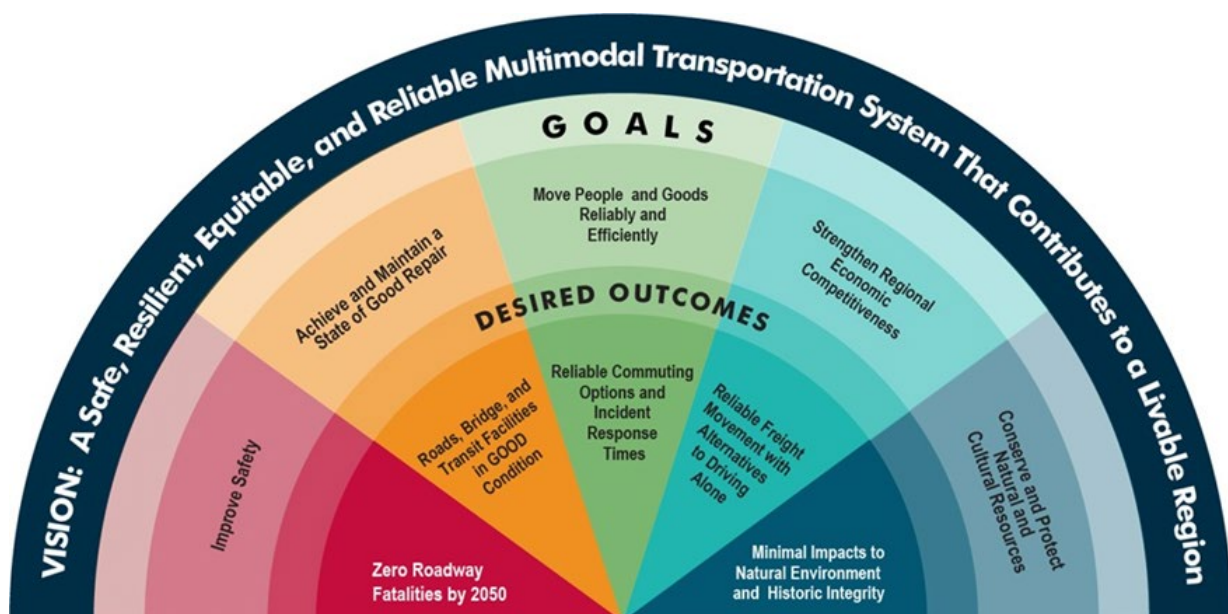 VISION: A Safe, Resilient, Equitable, and Reliable Multimodal Transportation System That Contributes to a Livable Region
GOALS
Improve Safety
Achieve and Maintain a
State of Good Repair
Move People and Goods
Reliably and
Efficiently
Strengthen Regional
Economic
Competitiveness
Conserve and Protect
Natural and
Cultural Resources
DESIRED OUTCOMES
Zero Roadway
Fatalities by 2050
Roads, Bridge, and
Transit Facilities
in GOOD
Condition
Reliable Commuting
Options and
Incident
Response
Times
Reliable Freight
Movement with
Alternatives
to Driving
Alone
Minimal Impacts to
Natural Environment
and Historic Integrity